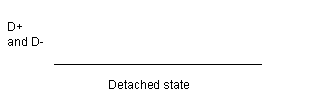 D+
and D-
Detached state